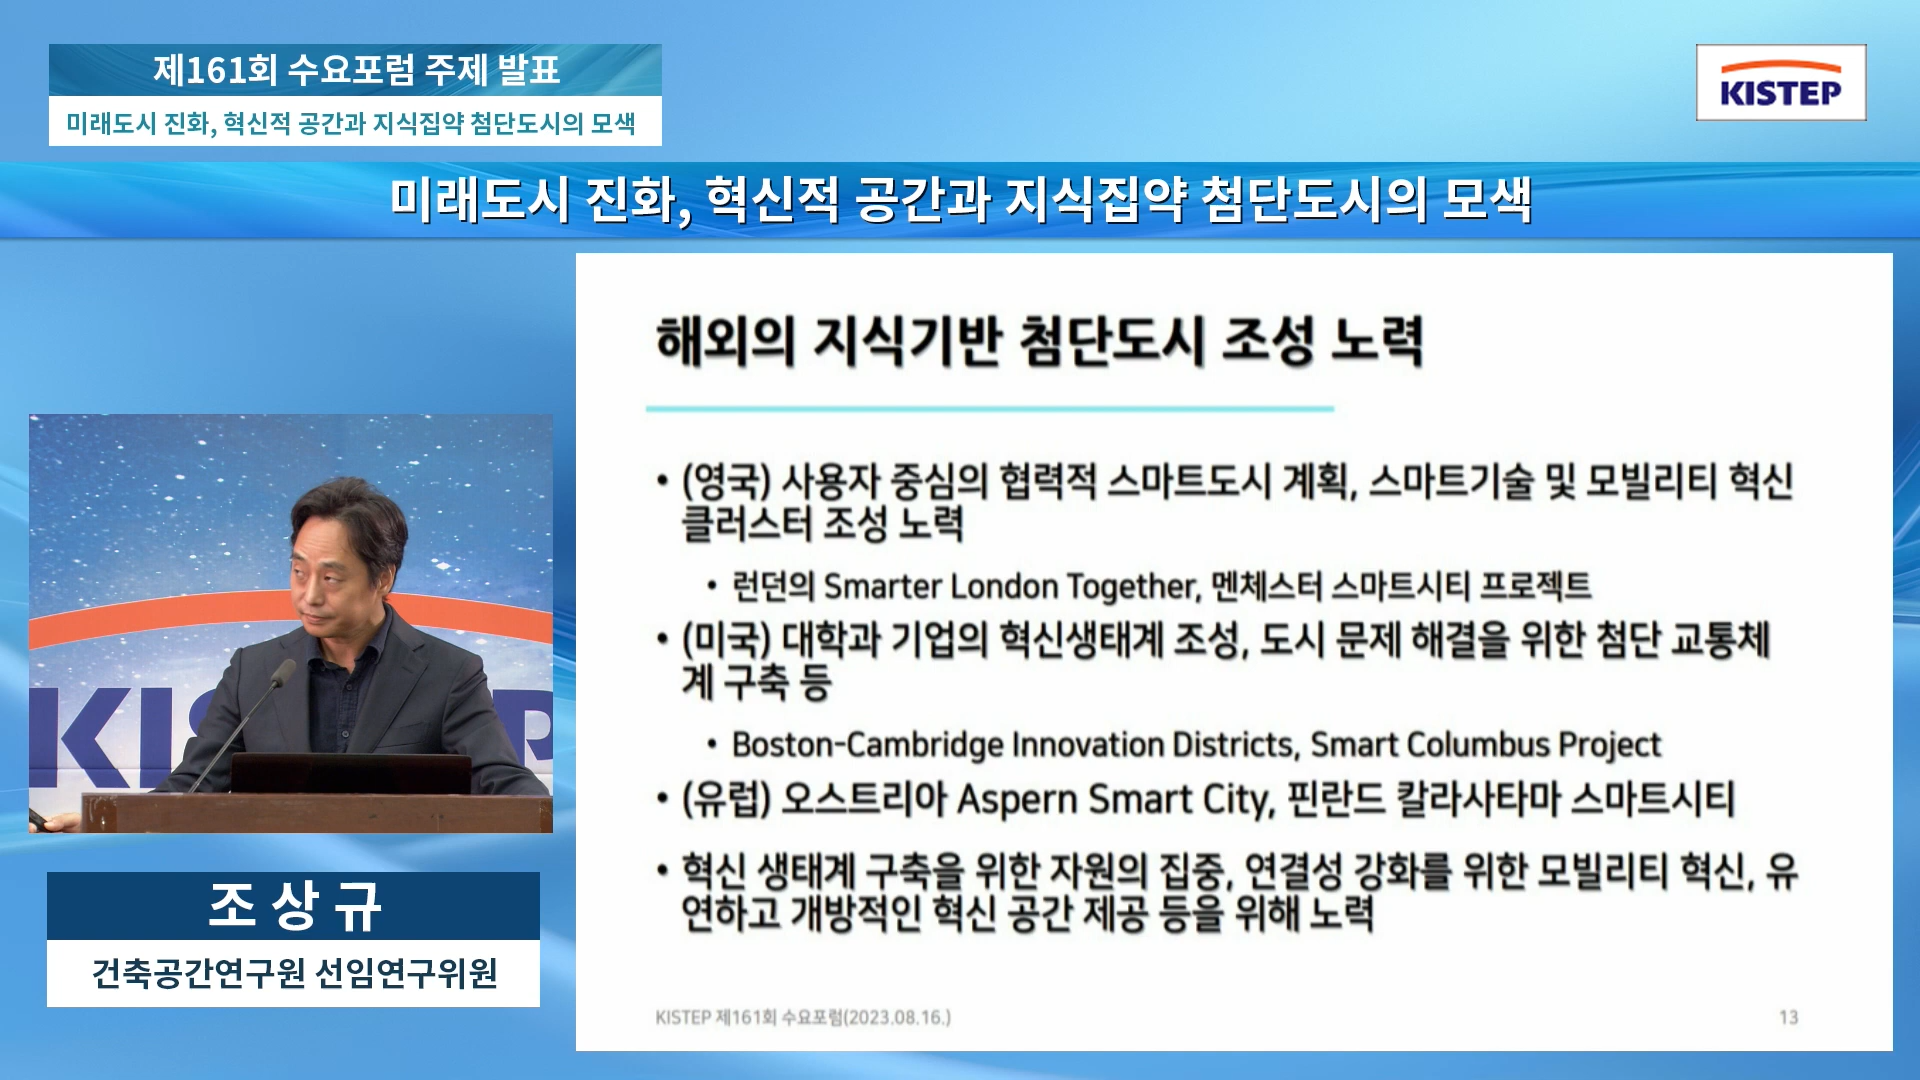 제161회 수요포럼 주제 발표
미래도시 진화, 혁신적 공간과 지식집약 첨단도시의 모색
KISTEP
미래도시 진화, 혁신적 공간과 지식집약 첨단도시의 모색
해외의 지식기반 첨단도시 조성 노력
• (영국) 사용자 중심의 협력적 스마트도시 계획, 스마트기술 및 모빌리티 혁신
클러스터 조성 노력
• 런던의 Smarter London Together, 멘체스터 스마트시티 프로젝트
• (미국) 대학과 기업의 혁신생태계 조성, 도시 문제 해결을 위한 첨단 교통체
계 구축 등
• Boston-Cambridge Innovation Districts, Smart Columbus Project
• (유럽) 오스트리아 Aspern Smart City, 핀란드 칼라사타마 스마트시티
• 혁신 생태계 구축을 위한 자원의 집중, 연결성 강화를 위한 모빌리티 혁신, 유
연하고 개방적인 혁신 공간 제공 등을 위해 노력
KISTEP 제161회 수요포럼(2023.08.16.)
13
KI P
조상규
건축공간연구원 선임연구위원